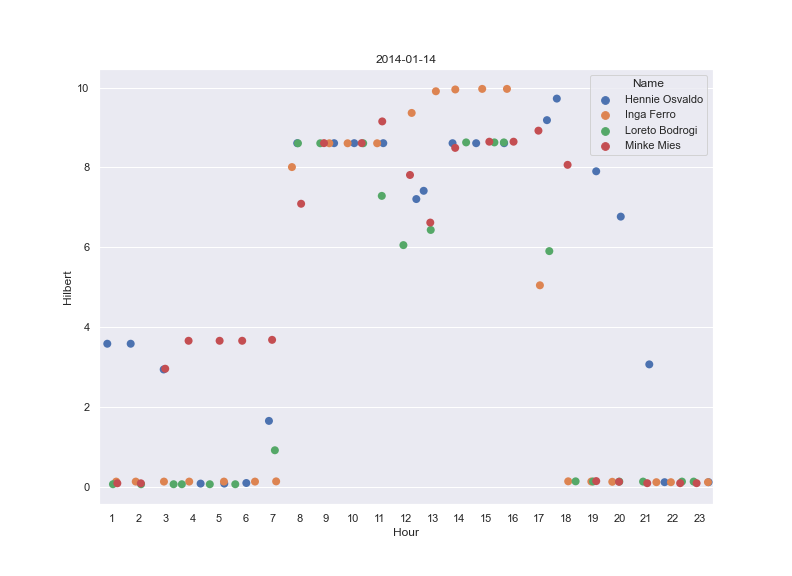 2014-01-14
Name
Hennie Osvaldo
Inga Ferro
Loreto Bodrogi
Minke Mies
10
8
6
4
2
0
Hilbert
1 2 3 4 5 6 7 8 9 10 11 12 13 14 15 16 17 18 19 20 21 22 23
Hour